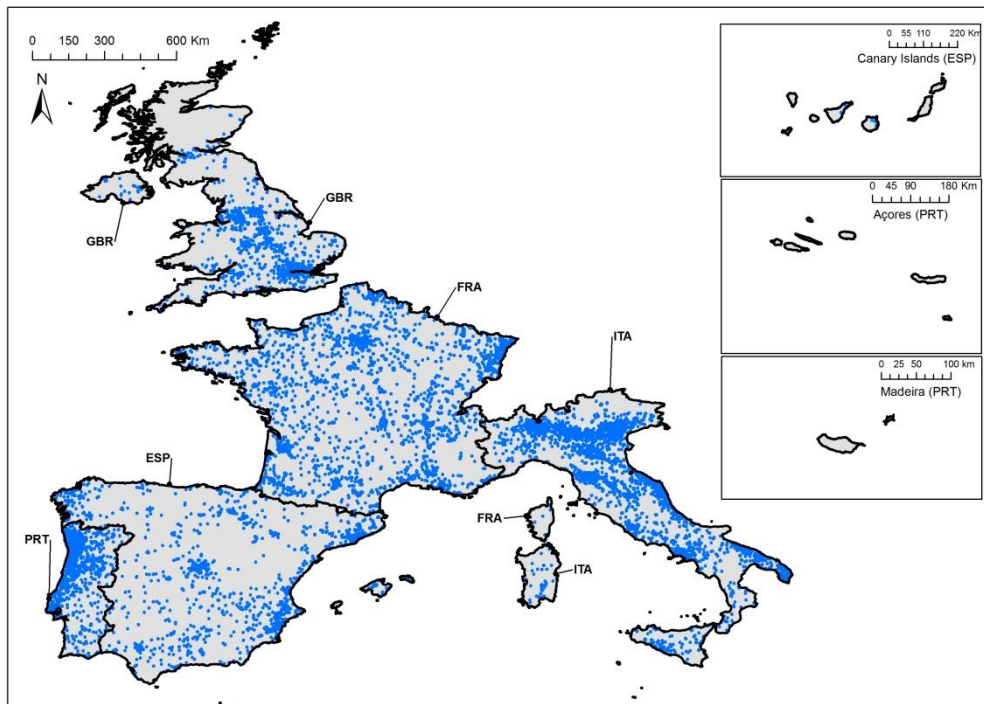 0 150 300 600 Km
N
GBR
GBR
FRA
ITA
ESP
PRT
FRA
ITA
0 55 110 220 Km
Canary Islands (ESP)
0 45 90 180 Km
Açores (PRT)
0 25 50 100 km
Madeira (PRT)